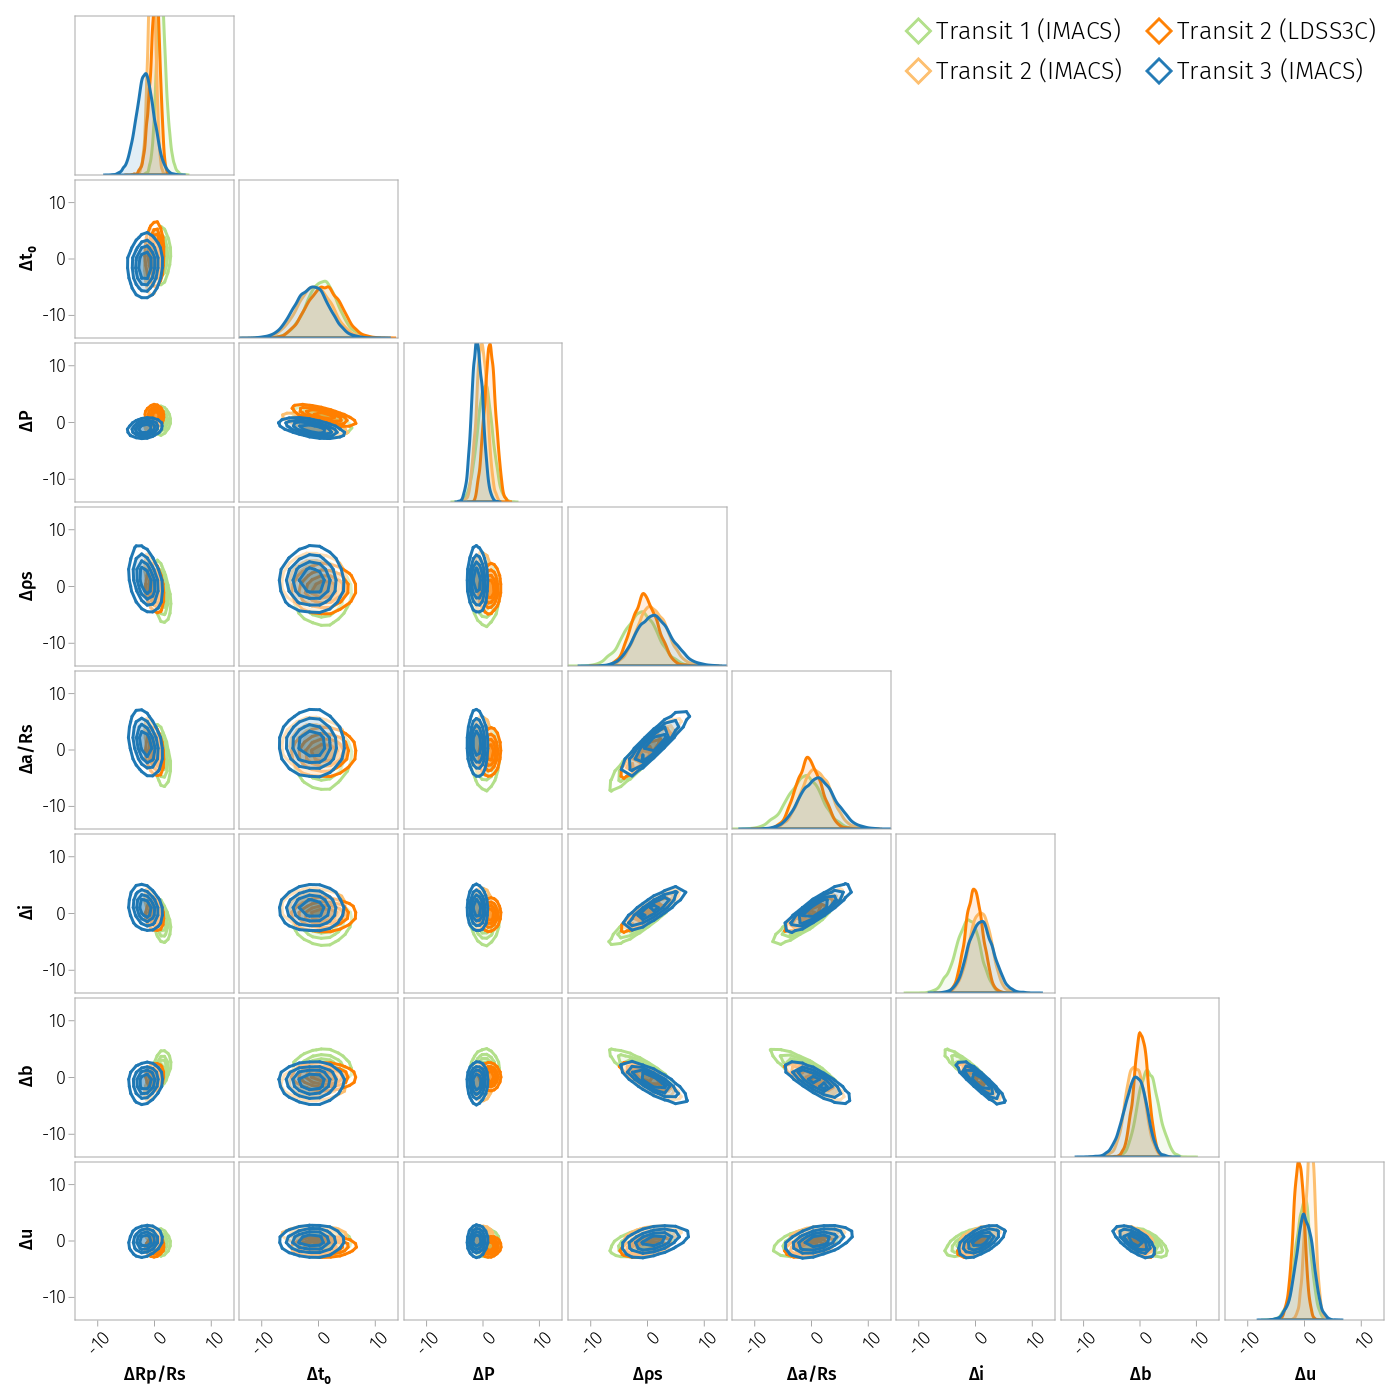 Transit 1 (IMACS) Transit 2 (LDSS3C)
Transit 2 (IMACS) Transit 3 (IMACS)
10
Δt₀ 0
-10
10
ΔP 0
-10
10
Δρs 0
-10
10
Δa/Rs 0
-10
10
Δi 0
-10
10
Δb 0
-10
10
Δu 0
-10
-10 0 10 -10 0 10 -10 0 10 -10 0 10 -10 0 10 -10 0 10 -10 0 10 -10 0 10
ΔRp/Rs Δt₀ ΔP Δρs Δa/Rs Δi Δb Δu